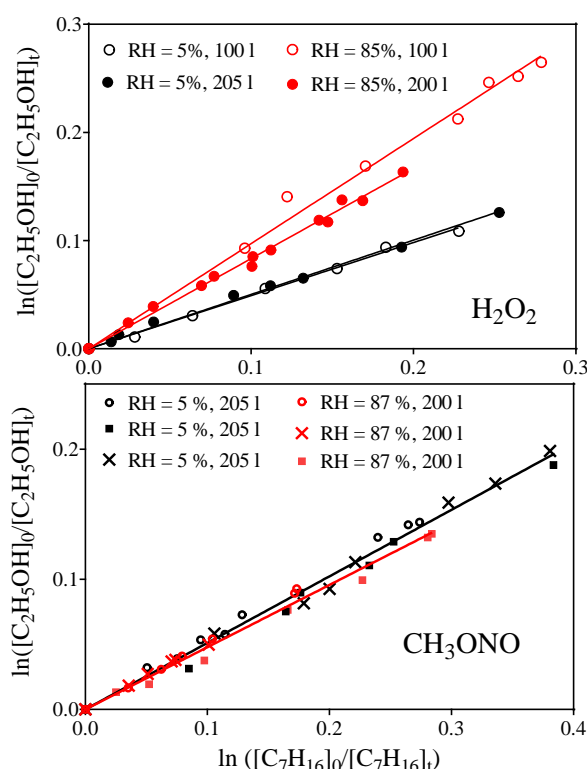 0.3
0.2
0.1
0.0
ln([C₂H₅OH]₀/[C₂H₅OH]ₜ)
RH = 5%, 100 l
RH = 5%, 205 l
RH = 85%, 100 l
RH = 85%, 200 l
H₂O₂
0.0 0.1 0.2 0.3
0.2
0.1
0.0
ln([C₂H₅OH]₀/[C₂H₅OH]ₜ)
RH = 5 %, 205 l
RH = 5 %, 205 l
RH = 5 %, 205 l
RH = 87 %, 200 l
RH = 87 %, 200 l
RH = 87 %, 200 l
CH₃ONO
0.0 0.1 0.2 0.3 0.4
ln ([C₇H₁₆]₀/[C₇H₁₆]ₜ)